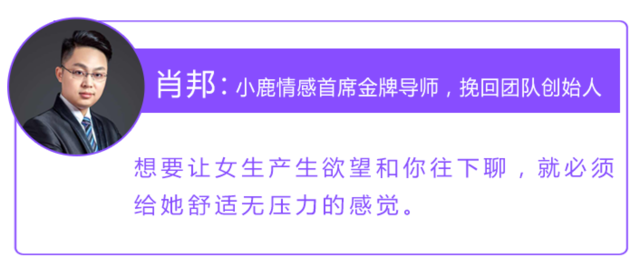 肖邦：小鹿情感首席金牌导师，挽回团队创始人
想要让女生产生欲望和你往下聊，就必须
给她舒适无压力的感觉。